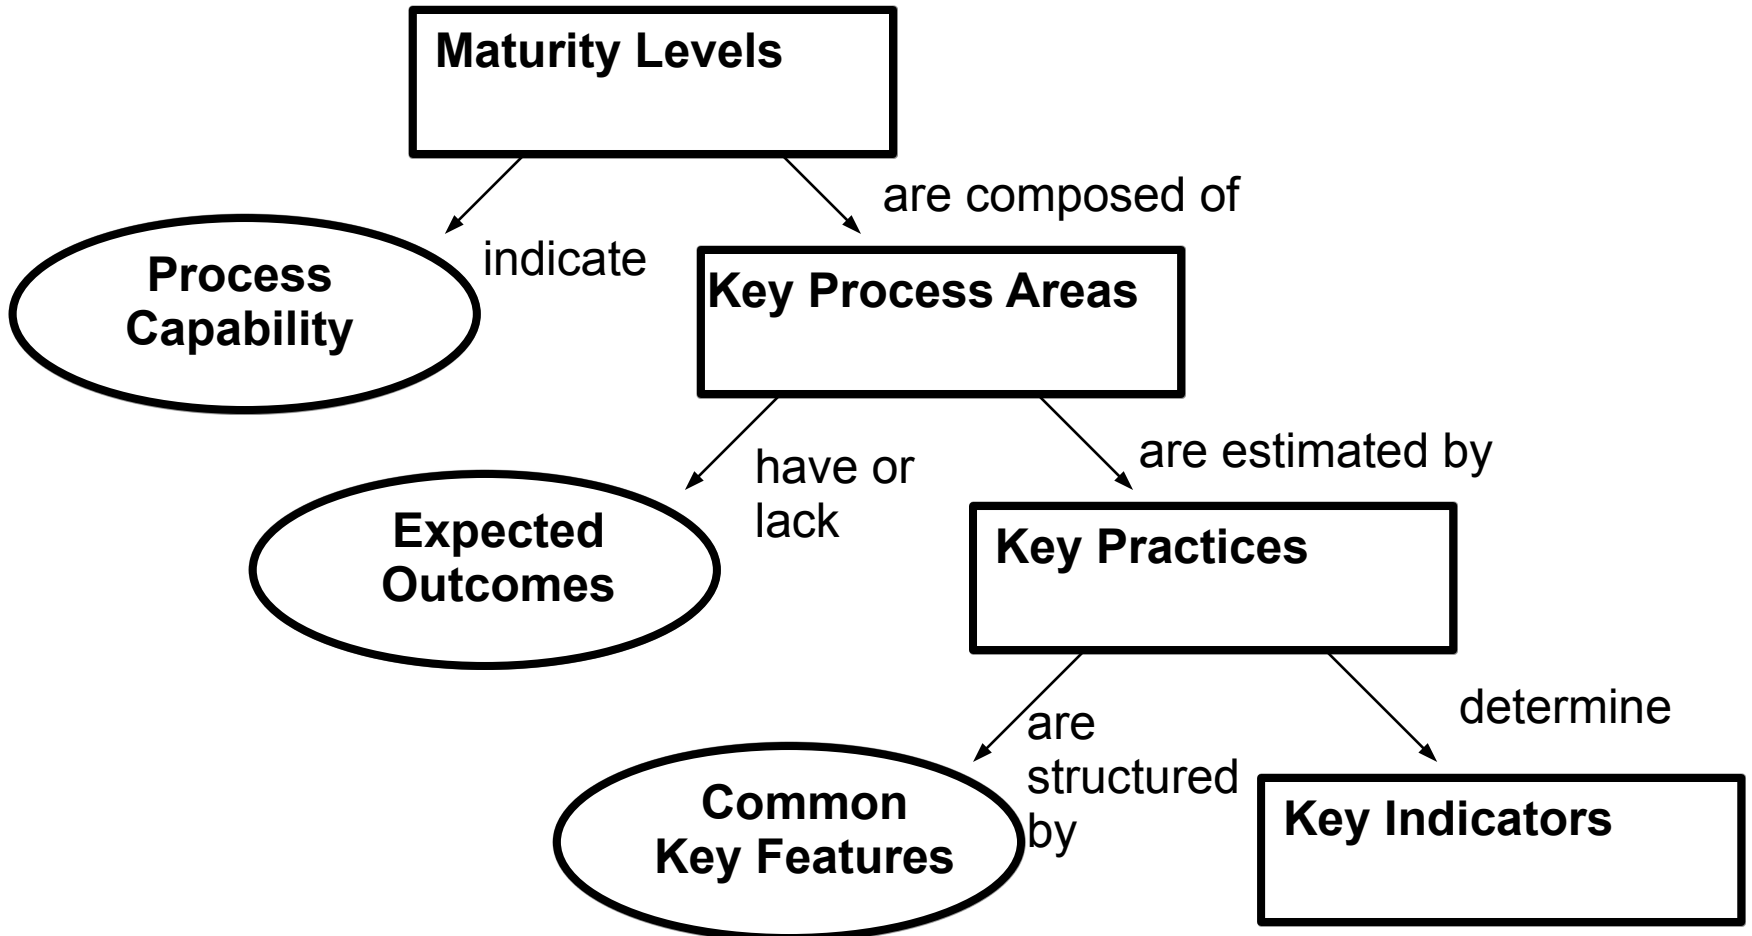 Maturity Levels
are composed of
indicate
Process
Capability
Key Process Areas
have or
lack
are estimated by
Expected
Outcomes
Key Practices
are
structured
by
determine
Common
Key Features
Key Indicators